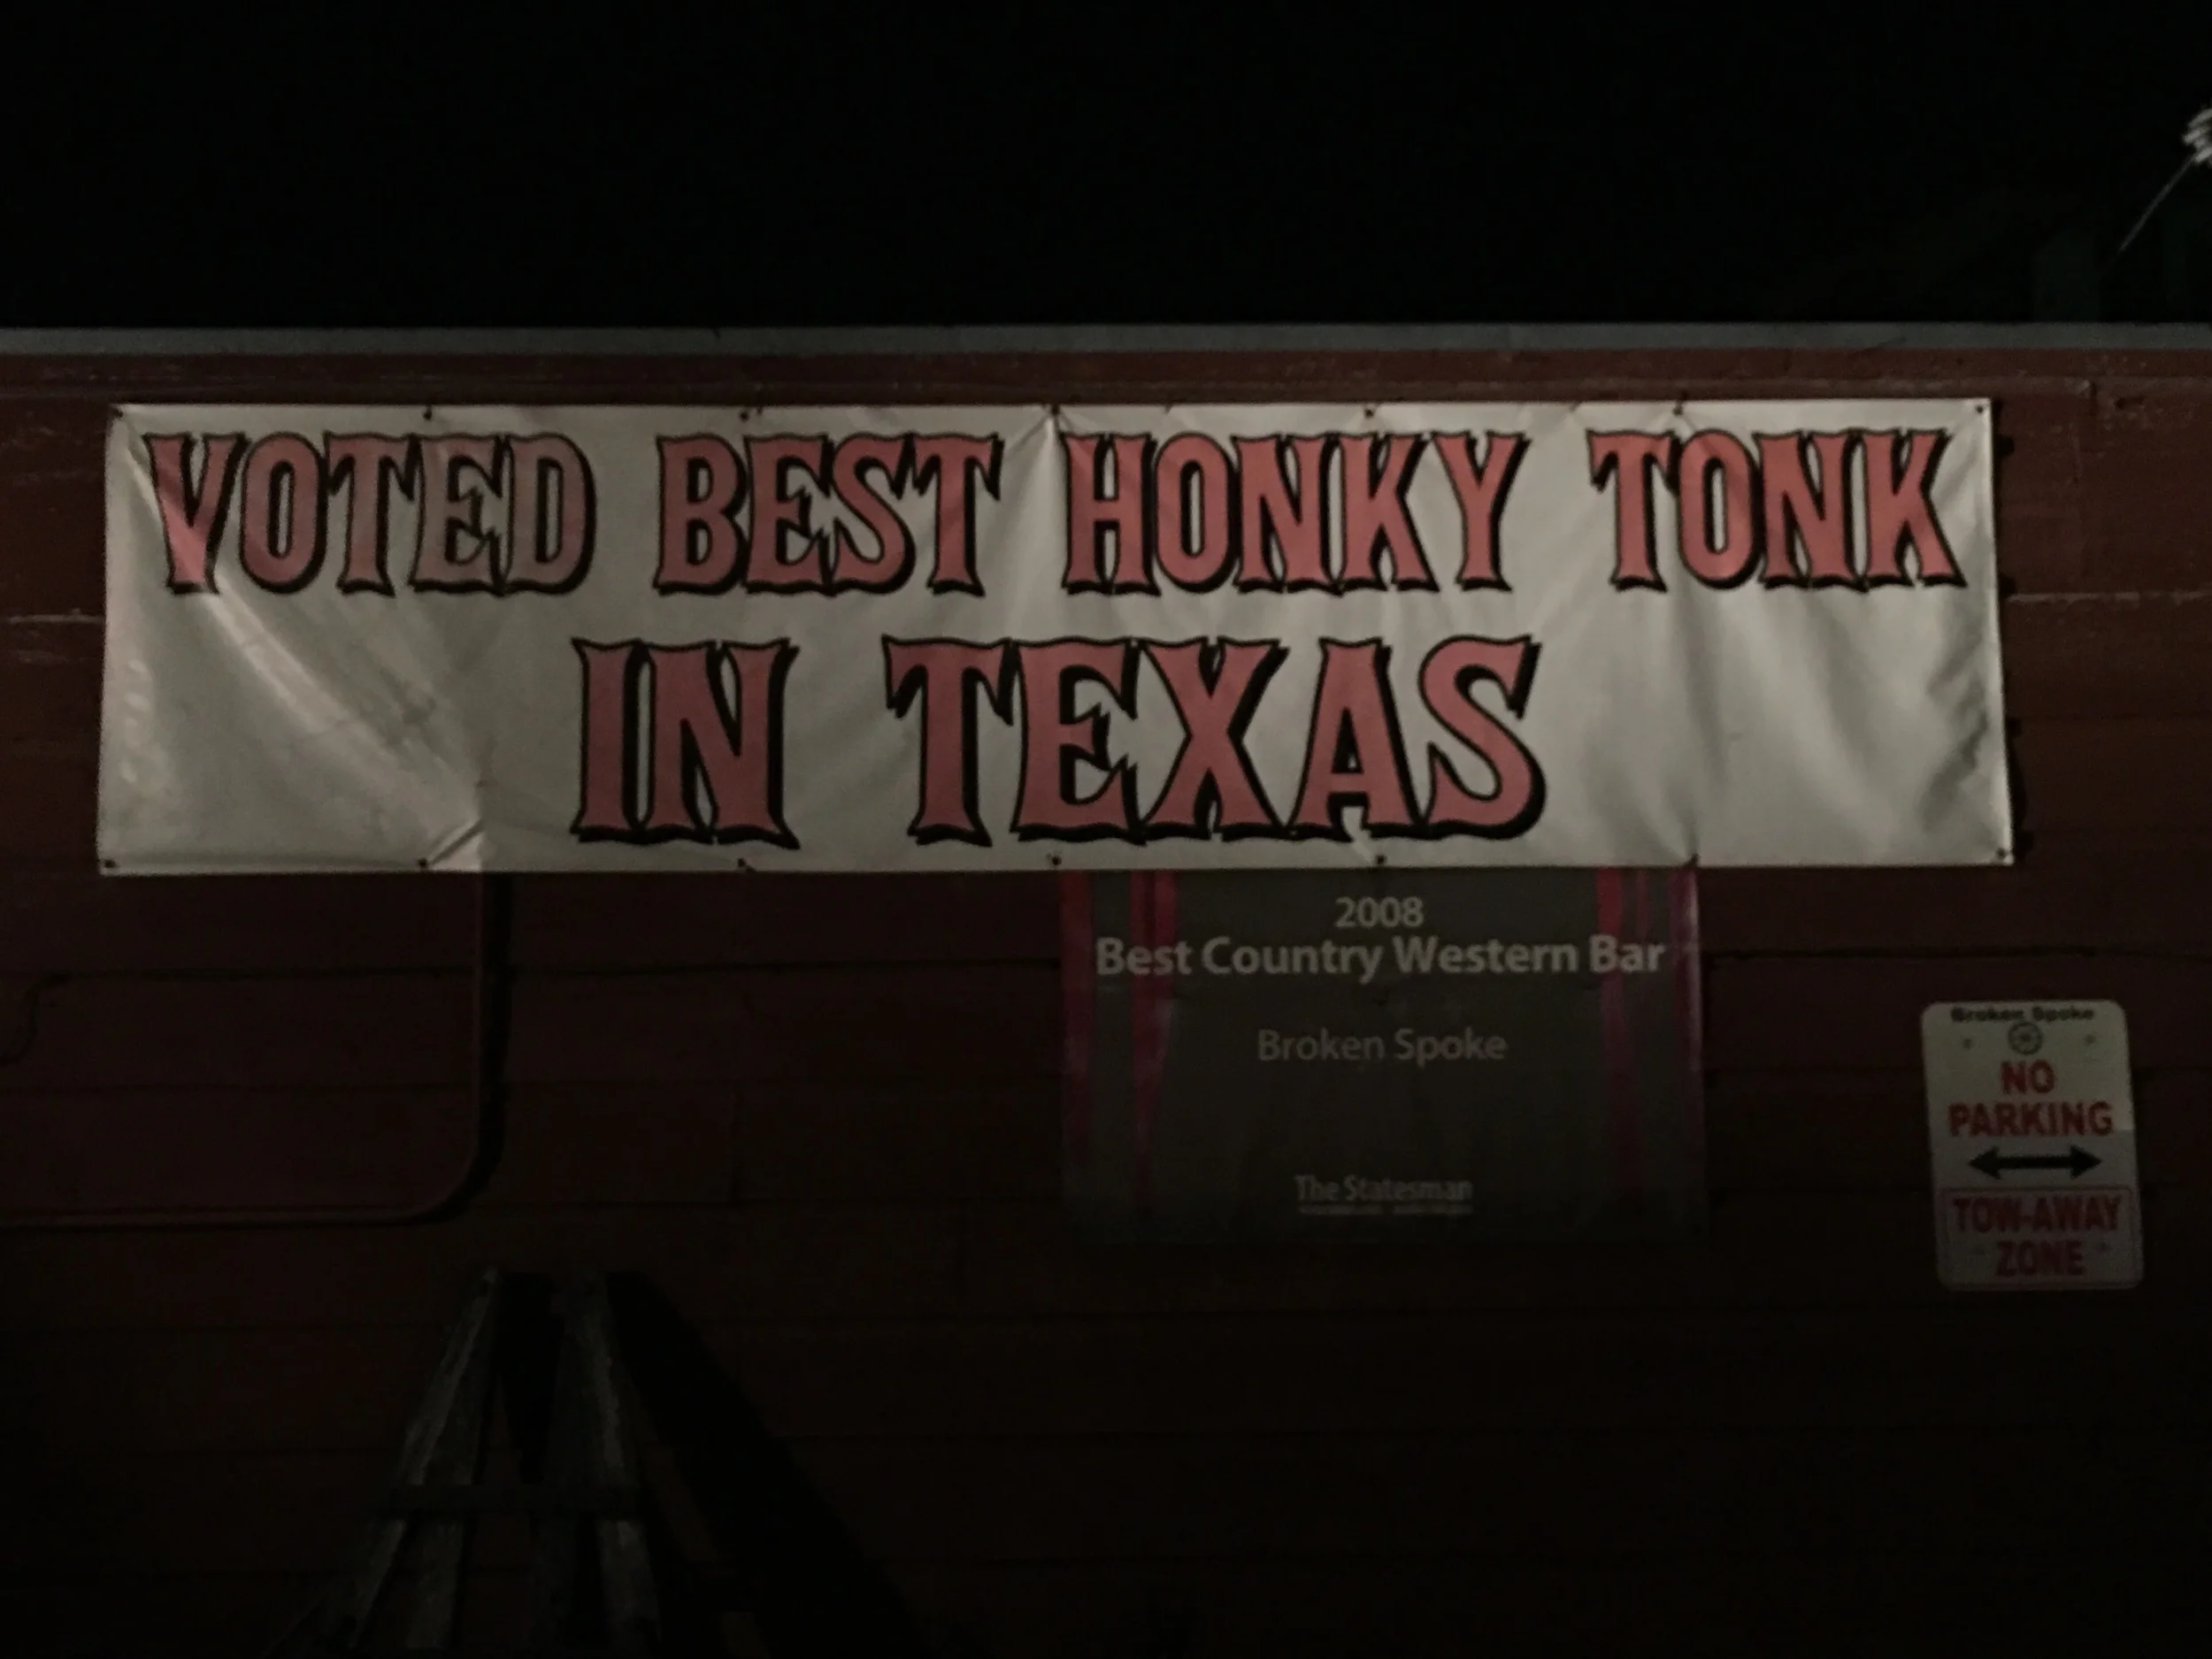 VOTED BEST HONKY TONK
IN TEXAS
2008
Best Country Western Bar
Broken Spoke
The Statesman
Broken Spoke
NO
PARKING
TOW-AWAY
ZONE